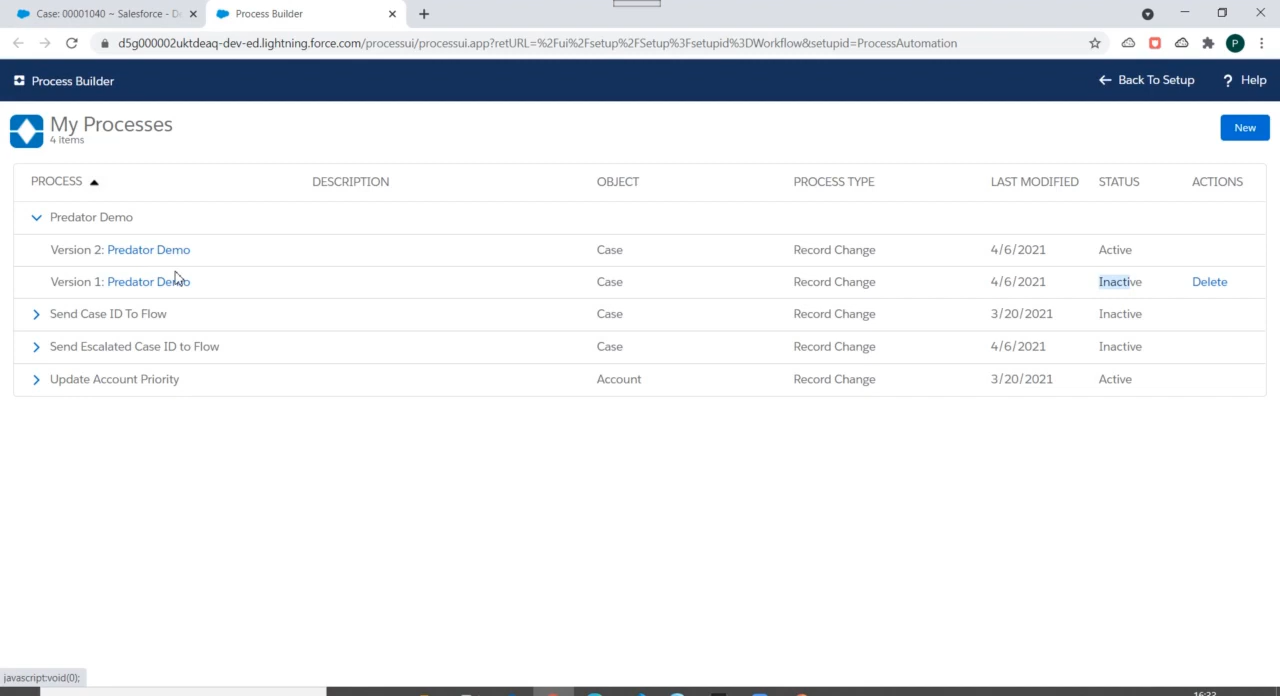 Case: 00001040 ~ Salesforce - D
Process Builder
d5g000002uktdeaq-dev-ed.lightning.force.com/processui/processui.app?retURL=%2Fui%2Fsetup%2FSetup%3Fsetupid%3DWorkflow&setupid=ProcessAutomation
P
Process Builder
Back To Setup
? Help
My Processes
4 items
New
PROCESS DESCRIPTION OBJECT PROCESS TYPE LAST MODIFIED STATUS ACTIONS
Predator Demo
Version 2: Predator Demo Case Record Change 4/6/2021 Active
Version 1: Predator Demo Case Record Change 4/6/2021 Inactive Delete
Send Case ID To Flow Case Record Change 3/20/2021 Inactive
Send Escalated Case ID to Flow Case Record Change 4/6/2021 Inactive
Update Account Priority Account Record Change 3/20/2021 Active
javascript:void(0);